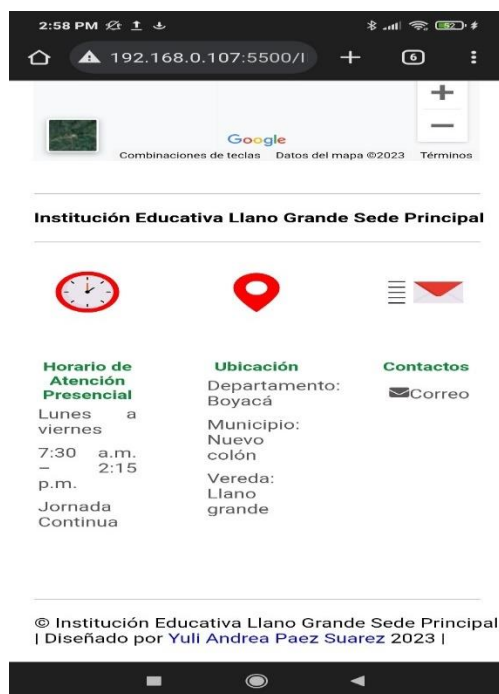 2:58 PM
52
192.168.0.107:5500/I
6
Google
Combinaciones de teclas Datos del mapa ©2023 Términos
Institución Educativa Llano Grande Sede Principal
Horario de
Atención
Presencial
Lunes a
viernes
7:30 a.m.
– 2:15
p.m.
Jornada
Continua
Ubicación
Departamento:
Boyacá
Municipio:
Nuevo
colón
Vereda:
Llano
grande
Contactos
Correo
© Institución Educativa Llano Grande Sede Principal
| Diseñado por Yuli Andrea Paez Suarez 2023 |